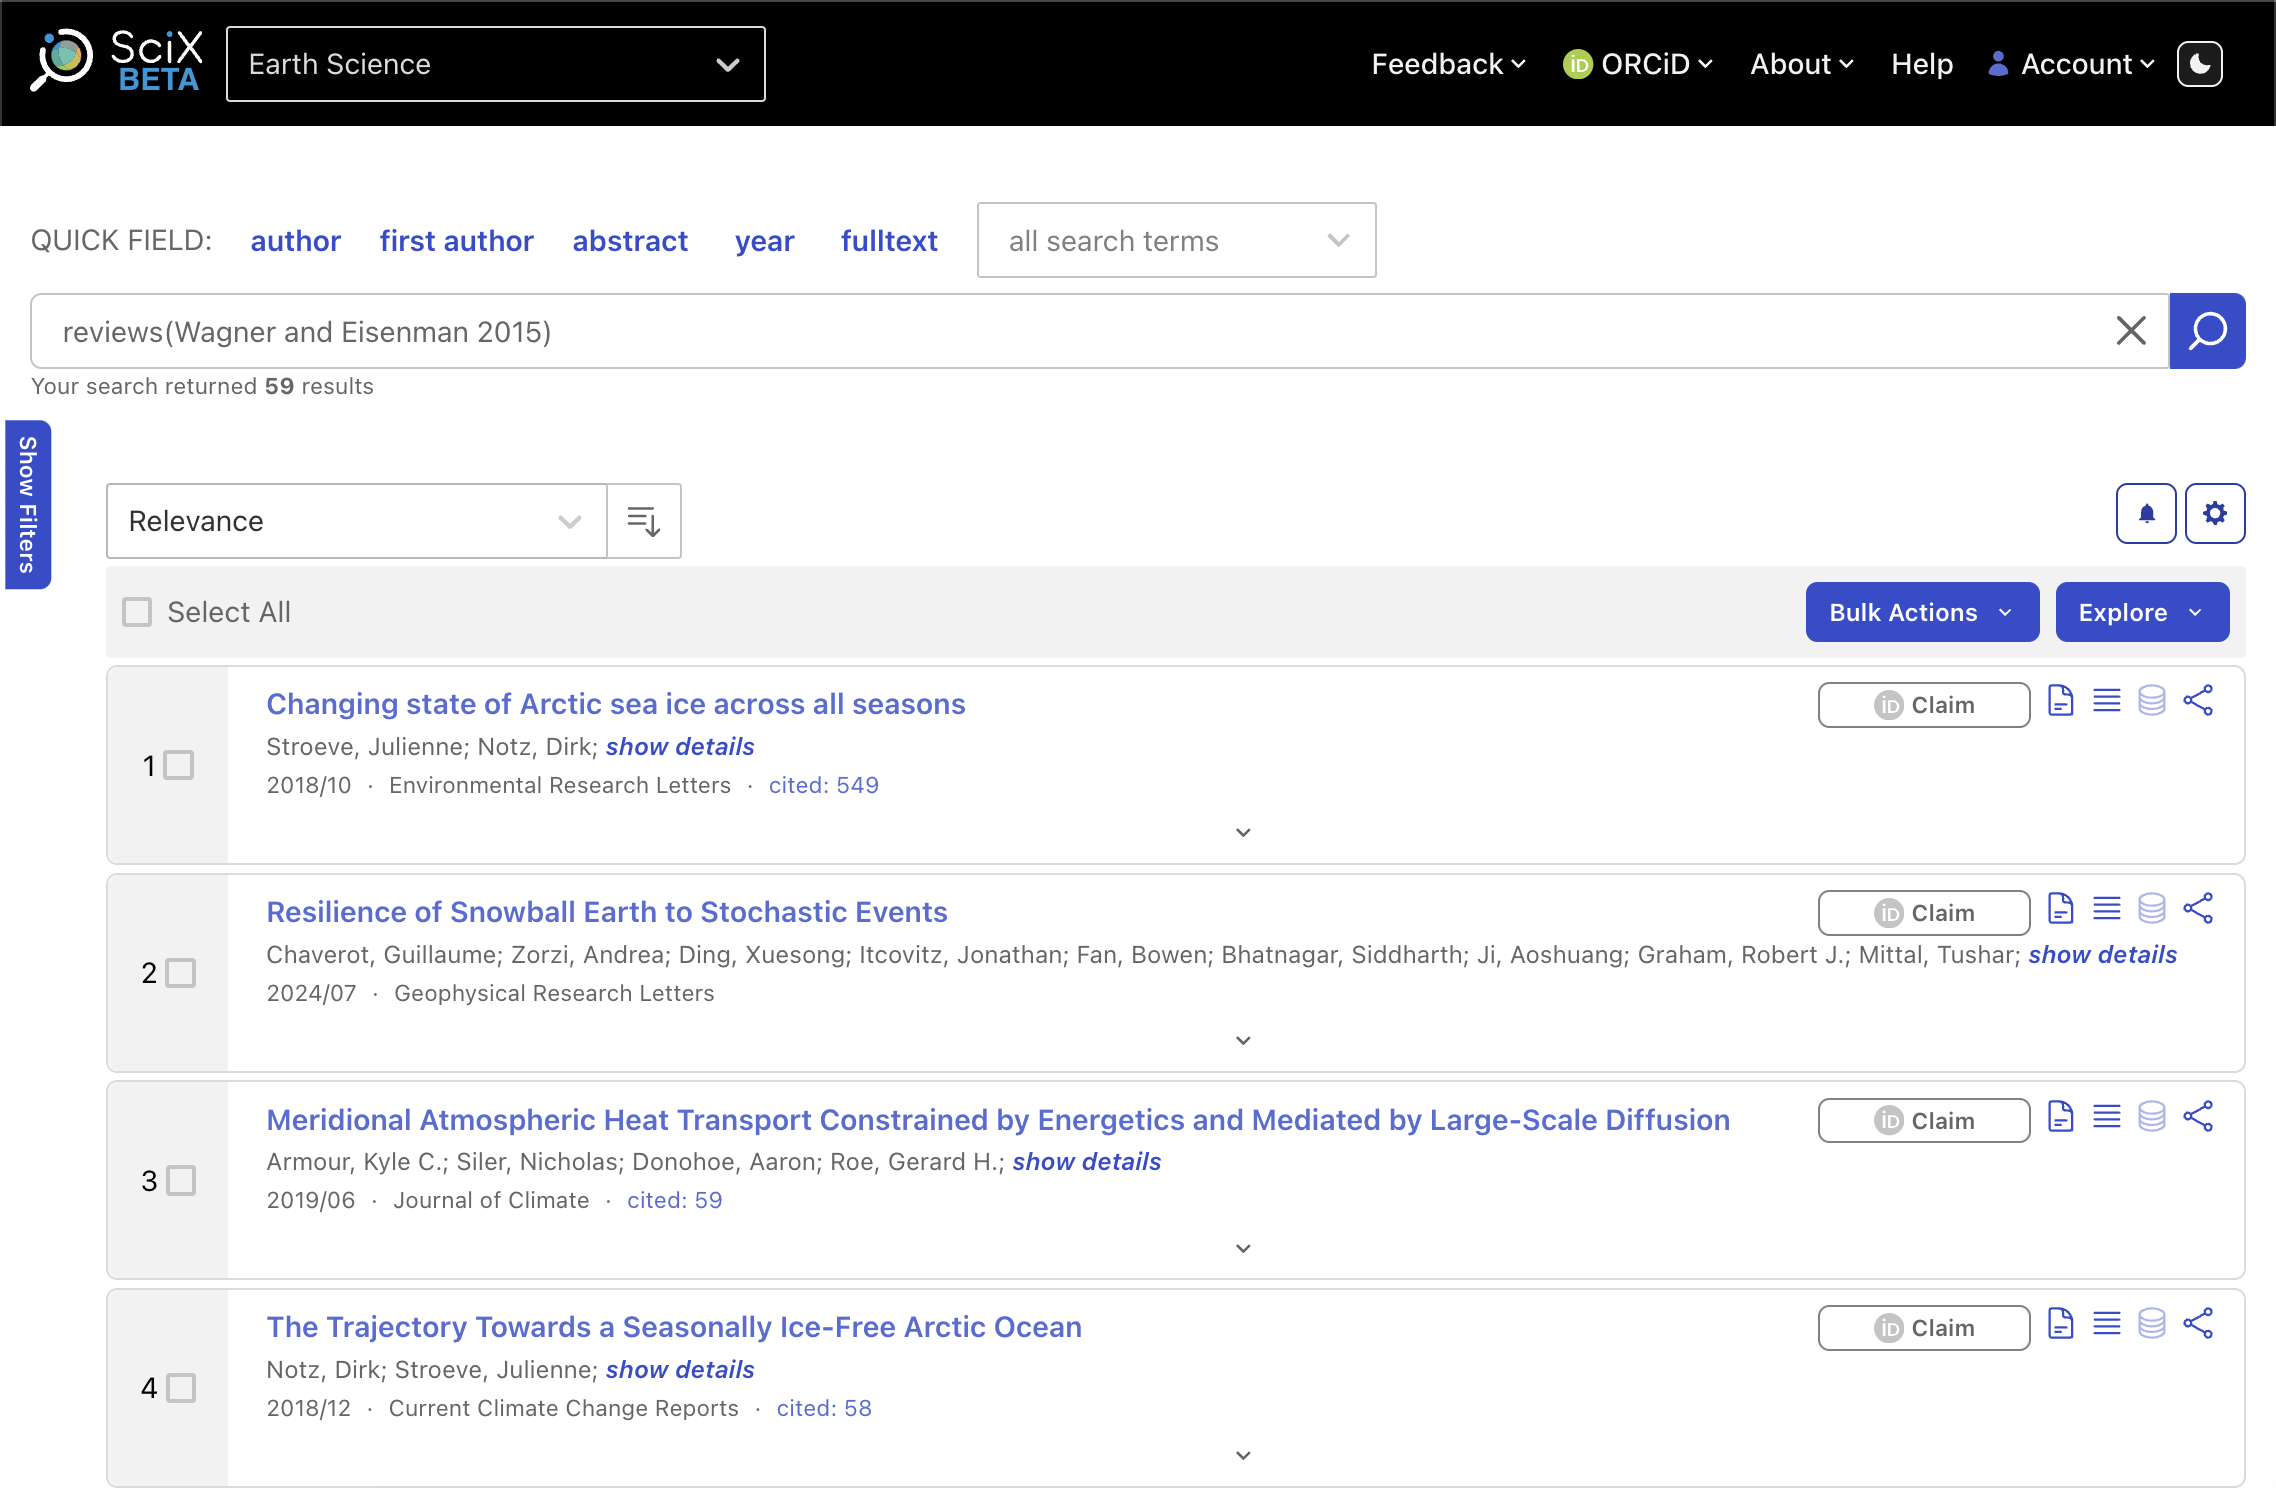 SciX
BETA
Earth Science
Feedback
iD ORCiD
About
Help
Account
QUICK FIELD: author first author abstract year fulltext all search terms
reviews(Wagner and Eisenman 2015)
Your search returned 59 results
Show Filters
Relevance
Select All
Bulk Actions
Explore
1 Changing state of Arctic sea ice across all seasons
iD Claim
Stroeve, Julienne; Notz, Dirk; show details
2018/10 · Environmental Research Letters · cited: 549
2 Resilience of Snowball Earth to Stochastic Events
iD Claim
Chaverot, Guillaume; Zorzi, Andrea; Ding, Xuesong; Itcovitz, Jonathan; Fan, Bowen; Bhatnagar, Siddharth; Ji, Aoshuang; Graham, Robert J.; Mittal, Tushar; show details
2024/07 · Geophysical Research Letters
3 Meridional Atmospheric Heat Transport Constrained by Energetics and Mediated by Large-Scale Diffusion
iD Claim
Armour, Kyle C.; Siler, Nicholas; Donohoe, Aaron; Roe, Gerard H.; show details
2019/06 · Journal of Climate · cited: 59
4 The Trajectory Towards a Seasonally Ice-Free Arctic Ocean
iD Claim
Notz, Dirk; Stroeve, Julienne; show details
2018/12 · Current Climate Change Reports · cited: 58